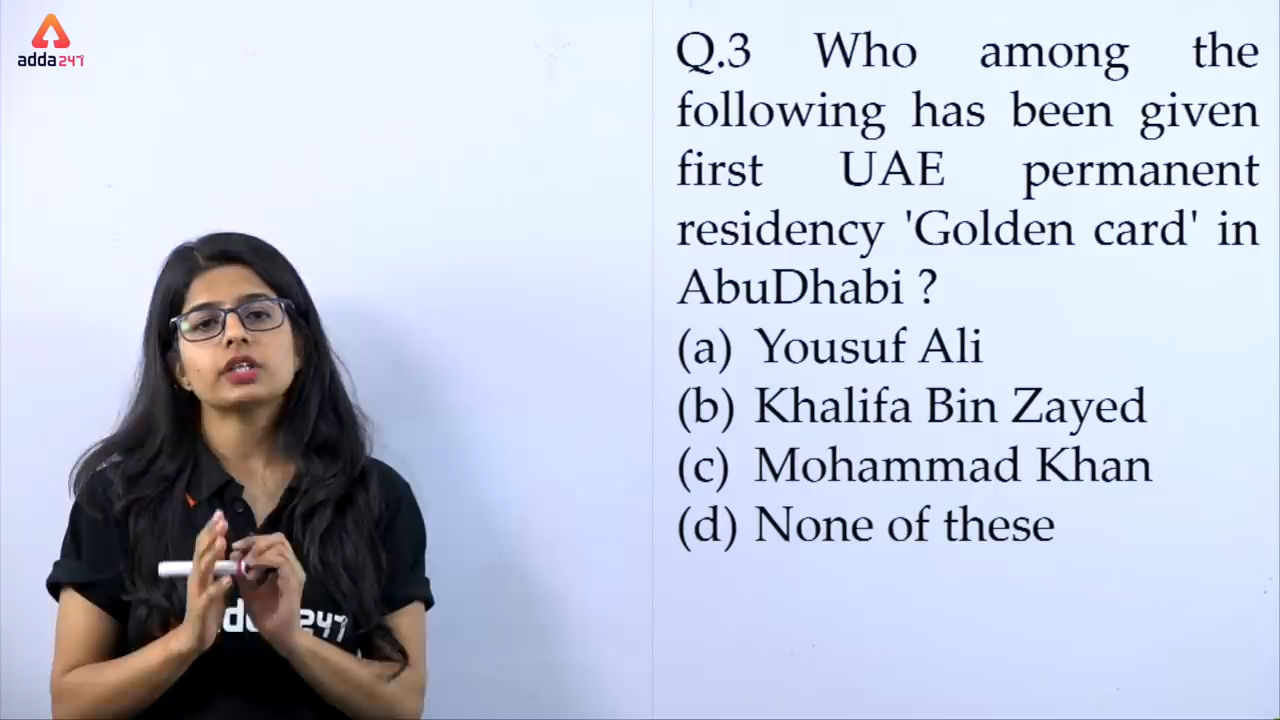 adda247
Q.3 Who among the
following has been given
first UAE permanent
residency 'Golden card' in
AbuDhabi ?
(a) Yousuf Ali
(b) Khalifa Bin Zayed
(c) Mohammad Khan
(d) None of these
247